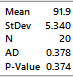 Mean 91.9
StDev 5.340
N 20
AD 0.378
P-Value 0.374